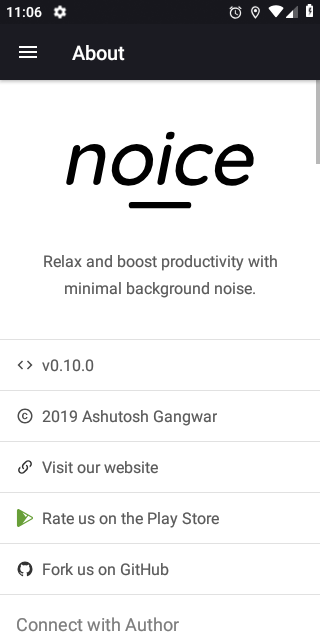 11:06
About
noice
Relax and boost productivity with
minimal background noise.
v0.10.0
2019 Ashutosh Gangwar
Visit our website
Rate us on the Play Store
Fork us on GitHub
Connect with Author